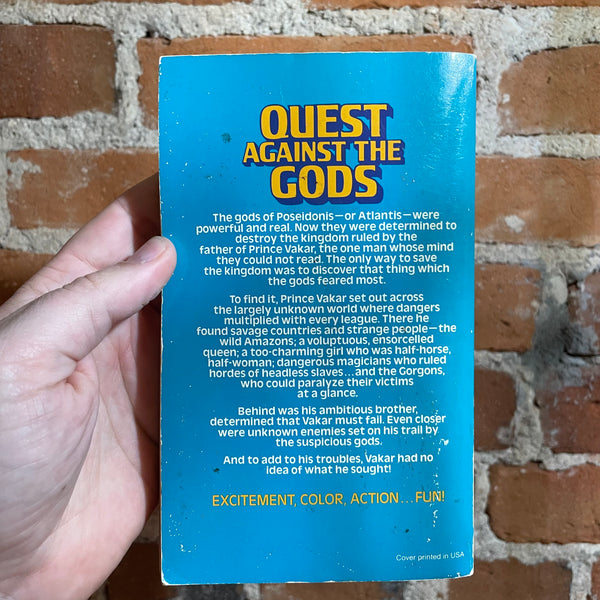 QUEST
AGAINST THE
GODS
The gods of Poseidonis—or Atlantis—were
powerful and real. Now they were determined to
destroy the kingdom ruled by the
father of Prince Vakar, the one man whose mind
they could not read. The only way to save
the kingdom was to discover that thing which
the gods feared most.
To find it, Prince Vakar set out across
the largely unknown world where dangers
multiplied with every league. There he
found savage countries and strange people—the
wild Amazons; a voluptuous, ensorcelled
queen; a too-charming girl who was half-horse,
half-woman; dangerous magicians who ruled
hordes of headless slaves...and the Gorgons,
who could paralyze their victims
at a glance.
Behind was his ambitious brother,
determined that Vakar must fail. Even closer
were unknown enemies set on his trail by
the suspicious gods.
And to add to his troubles, Vakar had no
idea of what he sought!
EXCITEMENT, COLOR, ACTION...FUN!
Cover printed in USA